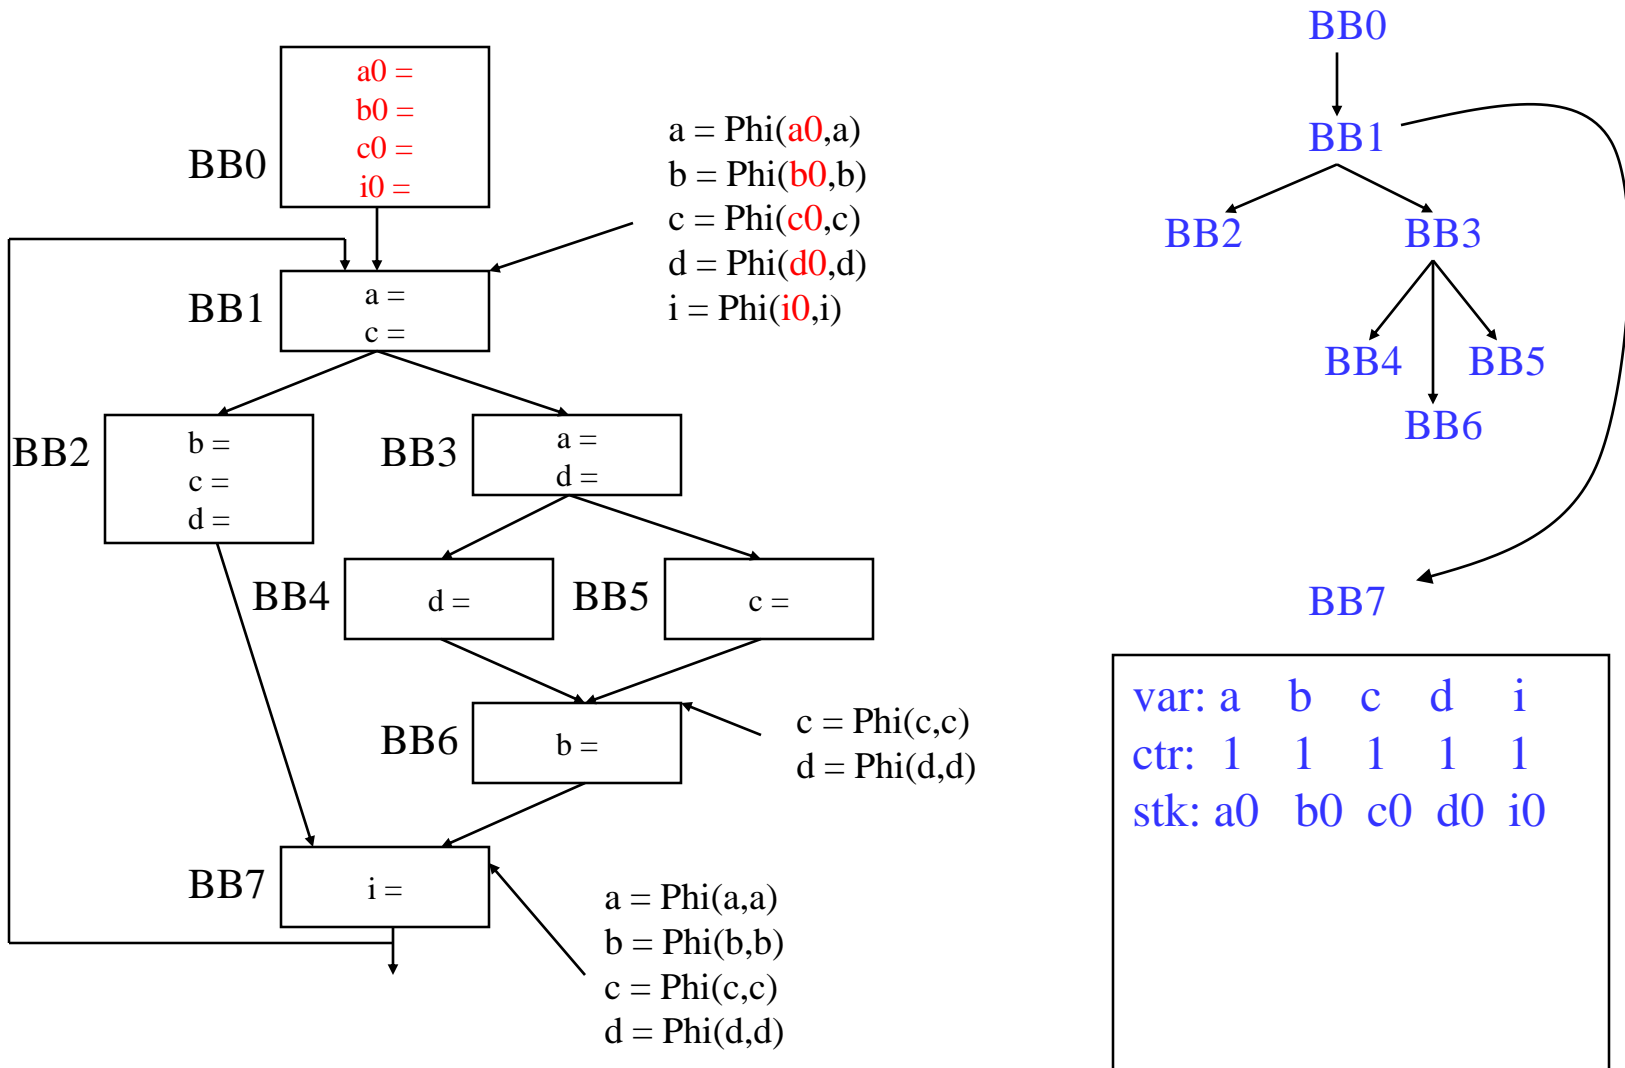 a0 =
b0 =
c0 =
i0 =
BB0
a = Phi(a0,a)
b = Phi(b0,b)
c = Phi(c0,c)
d = Phi(d0,d)
i = Phi(i0,i)
BB1
a =
c =
BB2
b =
c =
d =
BB3
a =
d =
BB4
d =
BB5
c =
BB6
b =
c = Phi(c,c)
d = Phi(d,d)
BB7
i =
a = Phi(a,a)
b = Phi(b,b)
c = Phi(c,c)
d = Phi(d,d)
BB0
BB1
BB2 BB3
BB4 BB5
BB6
BB7
var: a b c d i
ctr: 1 1 1 1 1
stk: a0 b0 c0 d0 i0